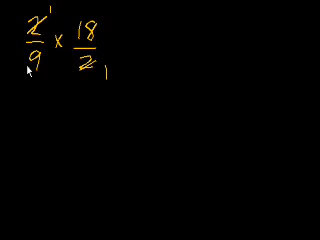 2 1
18
— × —
9
2 1